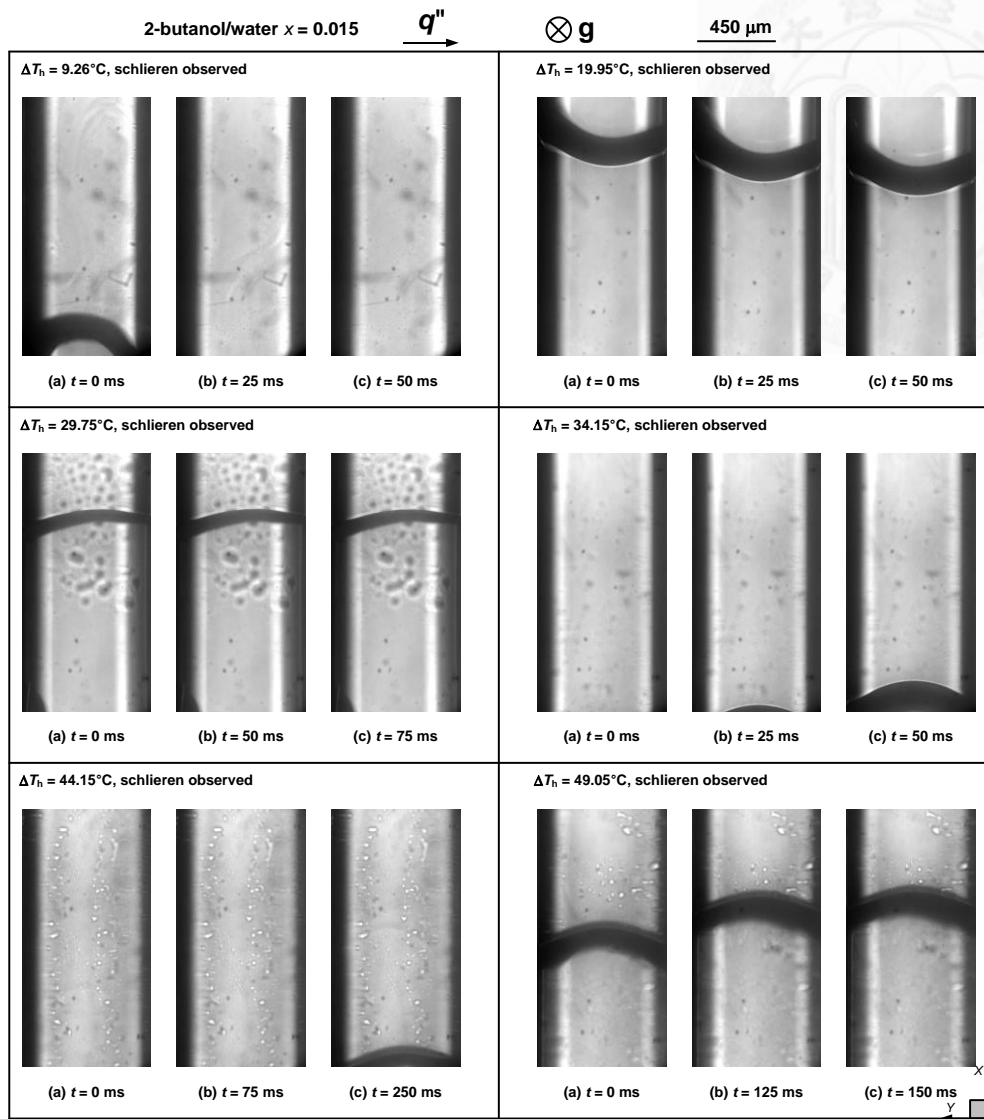 2-butanol/water x = 0.015 q" ⊗ g 450 μm
ΔTh = 9.26°C, schlieren observed
(a) t = 0 ms (b) t = 25 ms (c) t = 50 ms
ΔTh = 19.95°C, schlieren observed
(a) t = 0 ms (b) t = 25 ms (c) t = 50 ms
ΔTh = 29.75°C, schlieren observed
(a) t = 0 ms (b) t = 50 ms (c) t = 75 ms
ΔTh = 34.15°C, schlieren observed
(a) t = 0 ms (b) t = 25 ms (c) t = 50 ms
ΔTh = 44.15°C, schlieren observed
(a) t = 0 ms (b) t = 75 ms (c) t = 250 ms
ΔTh = 49.05°C, schlieren observed
(a) t = 0 ms (b) t = 125 ms (c) t = 150 ms
X
Y